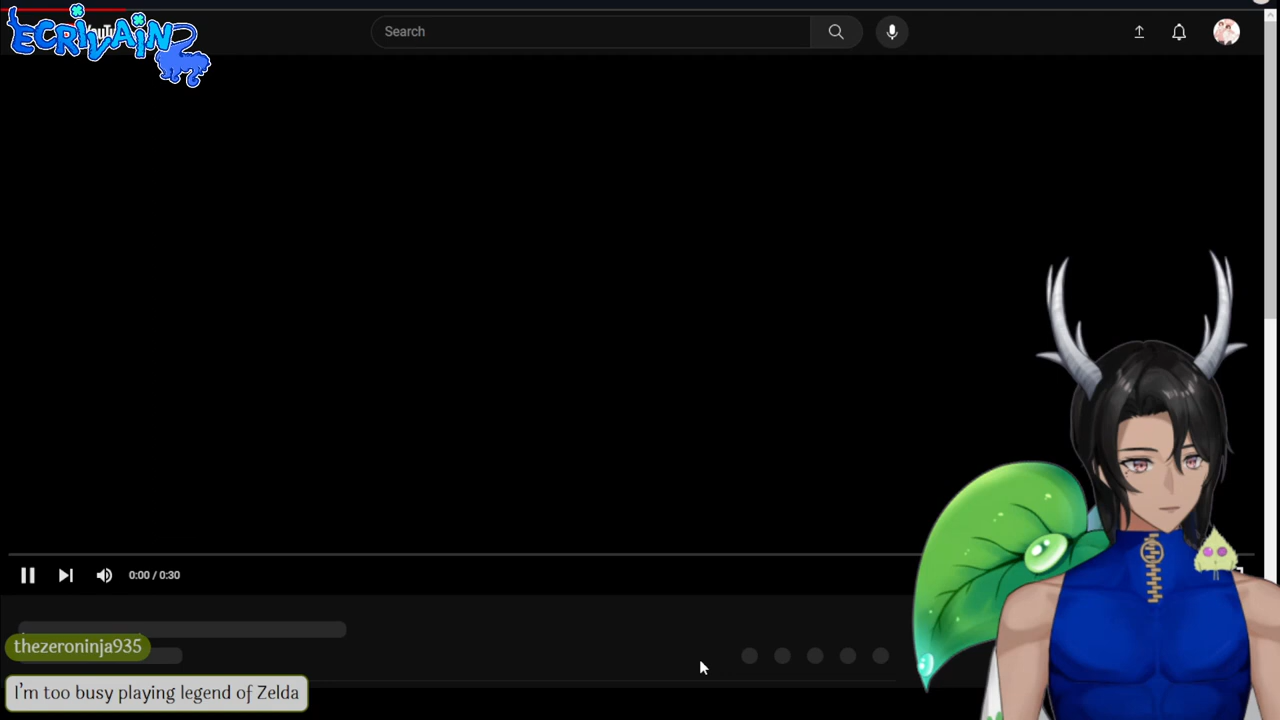 ECRIVAIN
Search
0:00 / 0:30
thezeroninja935
I'm too busy playing legend of Zelda